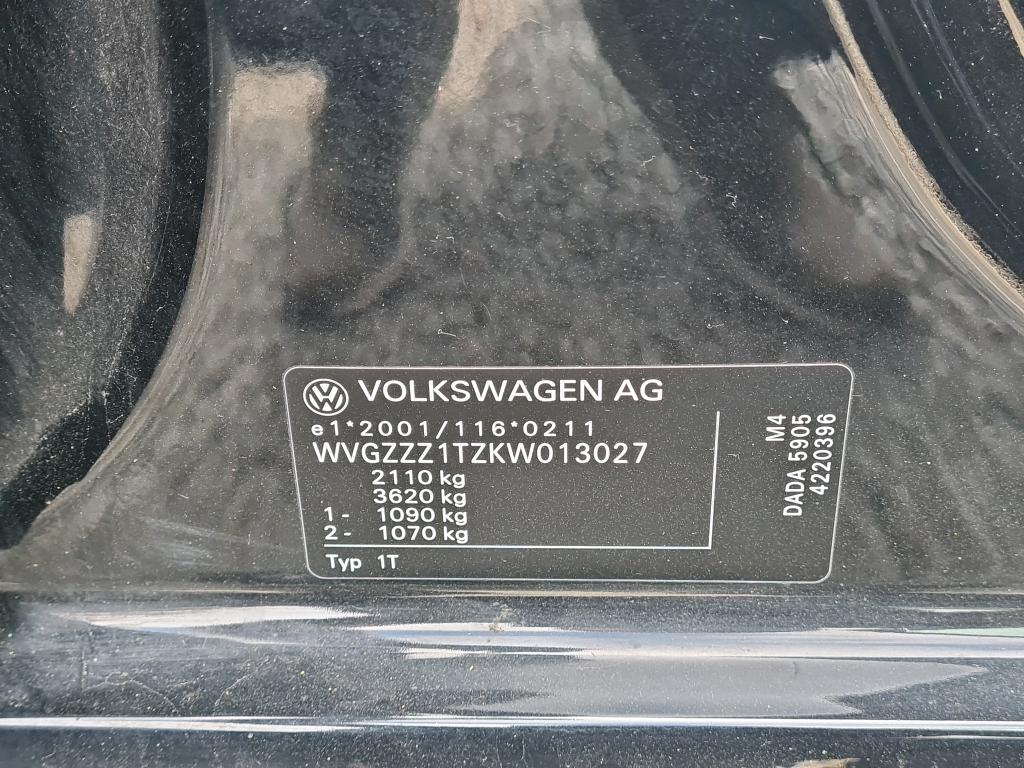 VOLKSWAGEN AG
e1*2001/116*0211
WVGZZZ1TZKW013027
2110 kg
3620 kg
1- 1090 kg
2- 1070 kg
Typ 1T
M4
DADA 5905
4220396